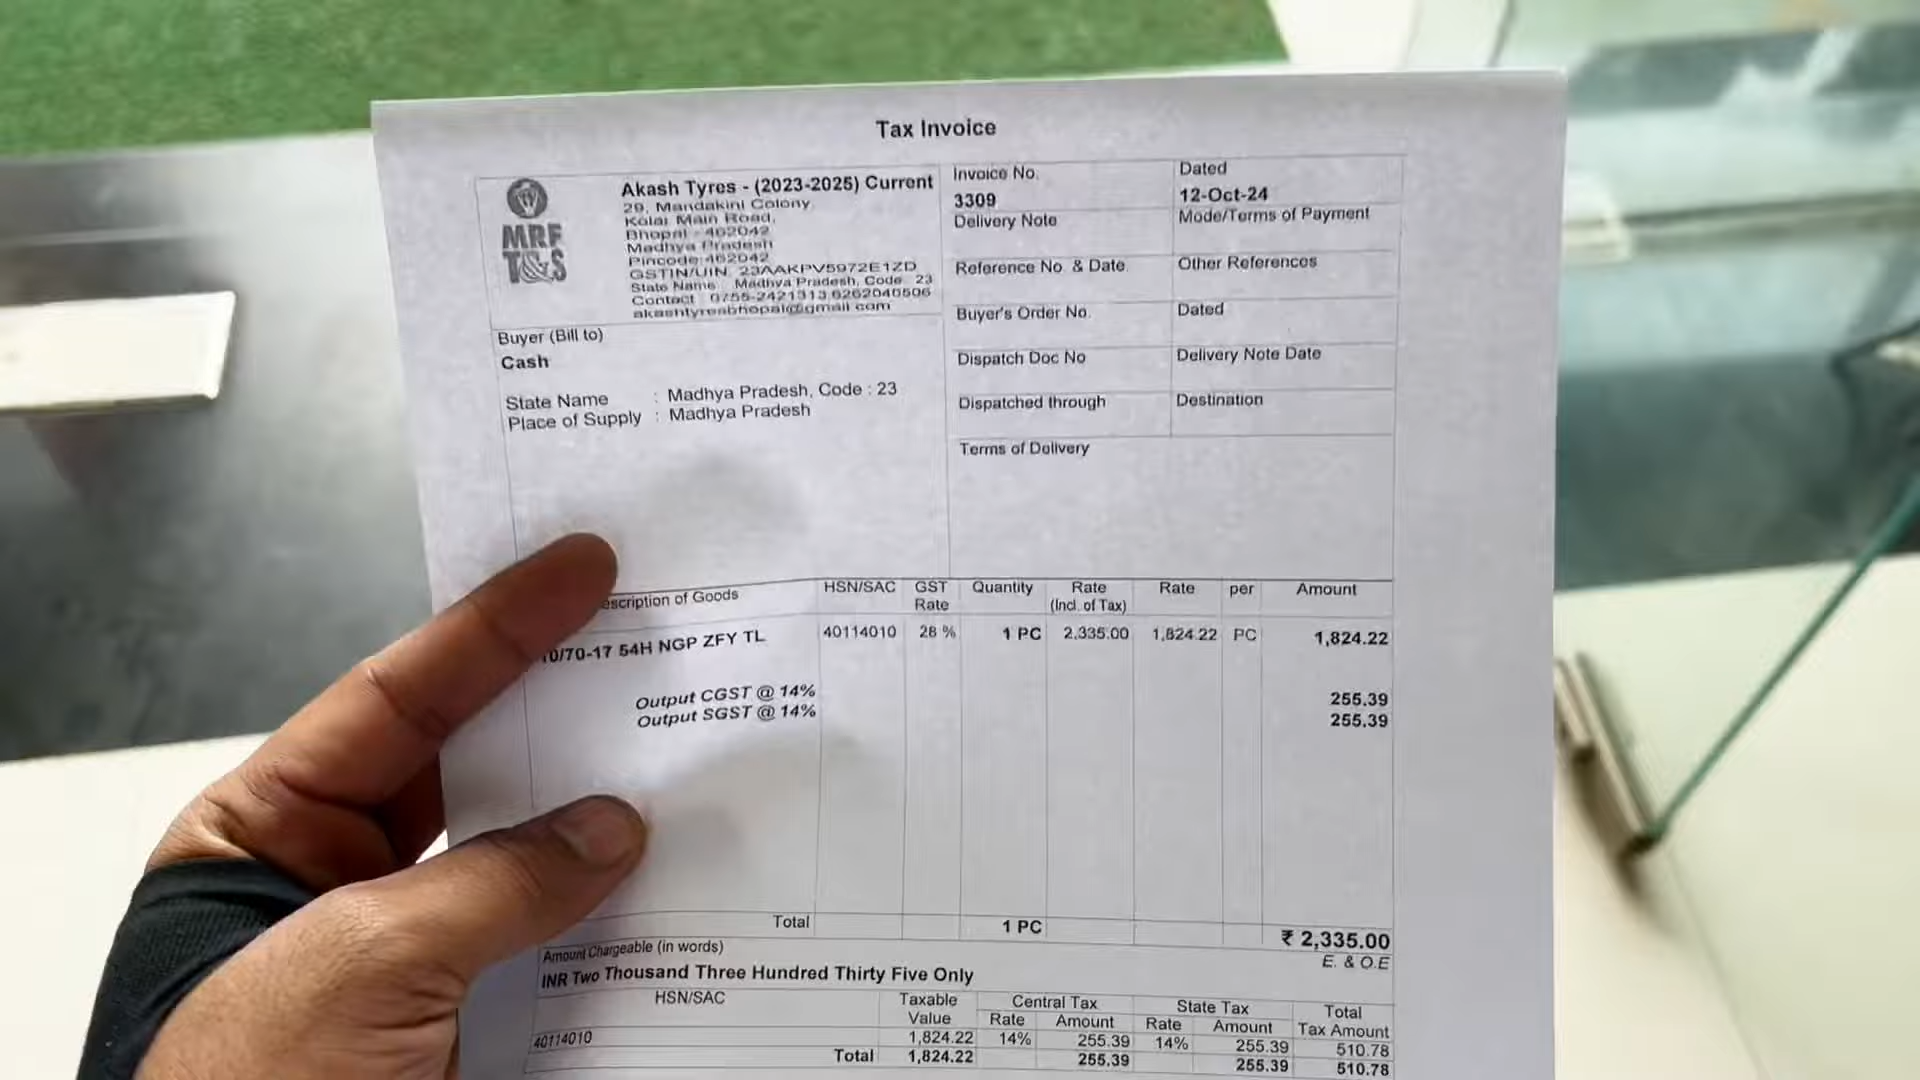 Tax Invoice
MRF
T&S
Akash Tyres - (2023-2025) Current
29, Mandakini Colony
Kolar Main Road,
Bhopal - 462042
Madhya Pradesh
Pincode:462042
GSTIN/UIN: 23AAKPV5972E1ZD
State Name : Madhya Pradesh, Code : 23
Contact : 0755-2421313,6262040506
akashtyresbhopal@gmail.com
Invoice No.
3309
Dated
12-Oct-24
Delivery Note
Mode/Terms of Payment
Reference No. & Date.
Other References
Buyer's Order No.
Dated
Dispatch Doc No
Delivery Note Date
Dispatched through
Destination
Terms of Delivery
Buyer (Bill to)
Cash
State Name : Madhya Pradesh, Code : 23
Place of Supply : Madhya Pradesh
escription of Goods HSN/SAC GST Rate Quantity Rate (Incl. of Tax) Rate per Amount
10/70-17 54H NGP ZFY TL 40114010 28 % 1 PC 2,335.00 1,824.22 PC 1,824.22
Output CGST @ 14% 255.39
Output SGST @ 14% 255.39
Total 1 PC ₹ 2,335.00
Amount Chargeable (in words) E. & O.E
INR Two Thousand Three Hundred Thirty Five Only
HSN/SAC Taxable Value Central Tax State Tax Total Tax Amount
Rate Amount Rate Amount
40114010 1,824.22 14% 255.39 14% 255.39 510.78
Total 1,824.22 255.39 255.39 510.78